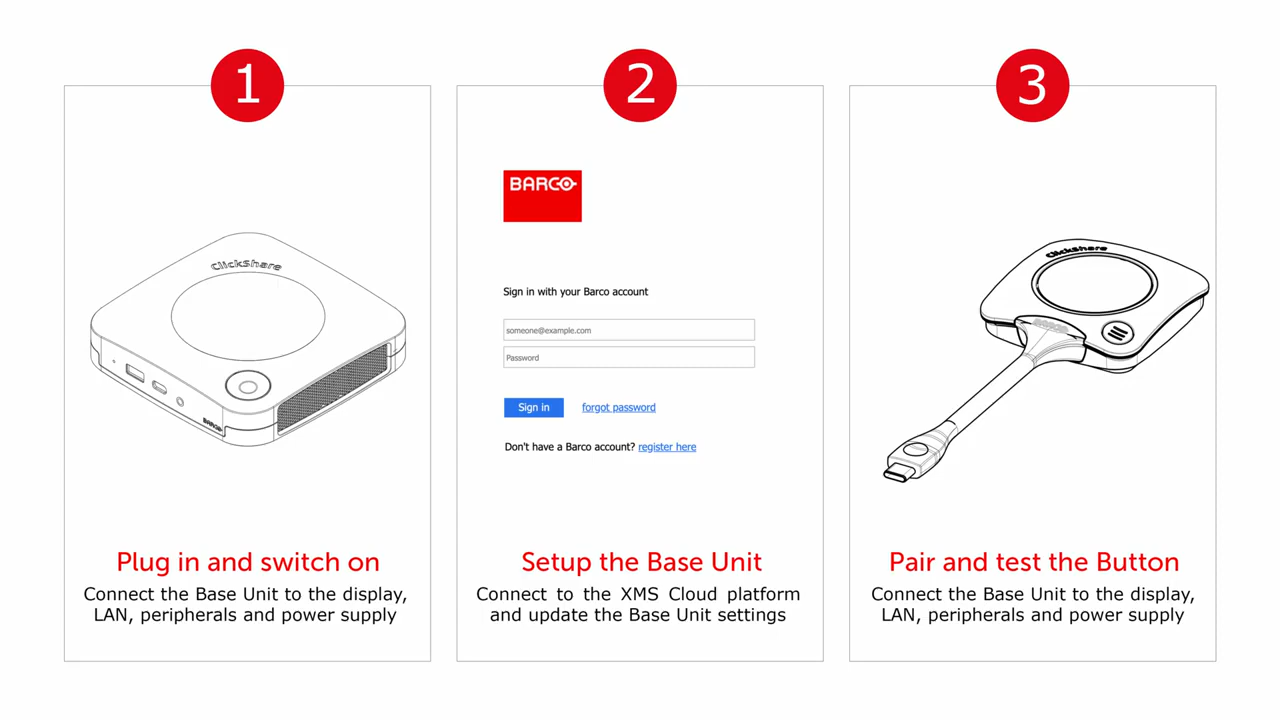 1
ClickShare
BARCO
Plug in and switch on
Connect the Base Unit to the display,
LAN, peripherals and power supply
2
BARCO
Sign in with your Barco account
someone@example.com
Password
Sign in forgot password
Don't have a Barco account? register here
Setup the Base Unit
Connect to the XMS Cloud platform
and update the Base Unit settings
3
ClickShare
BARCO
Pair and test the Button
Connect the Base Unit to the display,
LAN, peripherals and power supply